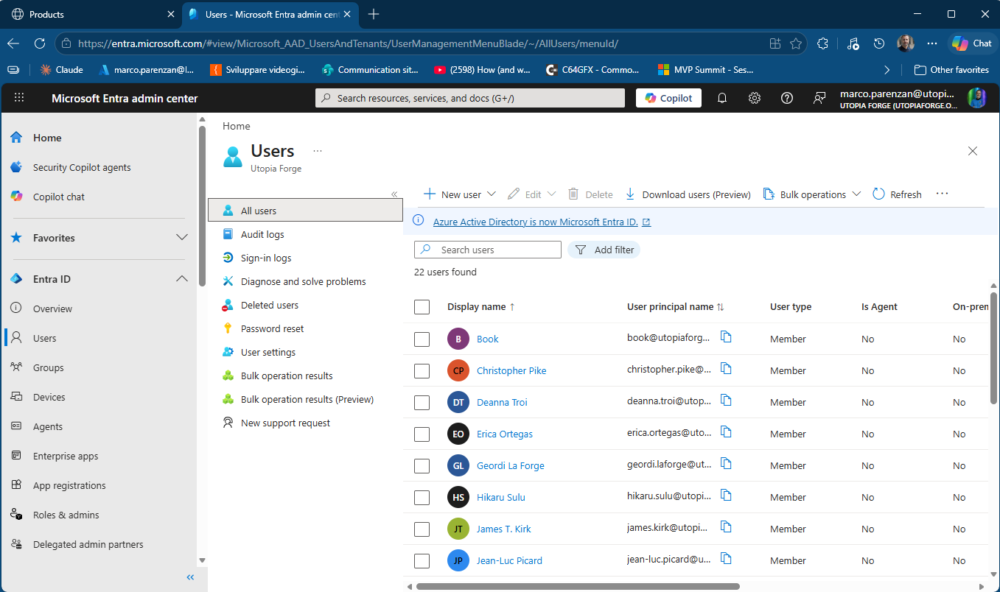 Products
Users - Microsoft Entra admin cent
https://entra.microsoft.com/#view/Microsoft_AAD_UsersAndTenants/UserManagementMenuBlade/~/AllUsers/menuId/
Chat
Claude
marco.parenzan@l...
Sviluppare videogi...
Communication sit...
(2598) How (and w...
C64GFX - Commo...
MVP Summit - Ses...
Other favorites
Microsoft Entra admin center
Search resources, services, and docs (G+/)
Copilot
marco.parenzan@utopi...
UTOPIA FORGE (UTOPIAFORGE.O...
Home
Security Copilot agents
Copilot chat
Favorites
Entra ID
Overview
Users
Groups
Devices
Agents
Enterprise apps
App registrations
Roles & admins
Delegated admin partners
Home
Users
...
Utopia Forge
All users
Audit logs
Sign-in logs
Diagnose and solve problems
Deleted users
Password reset
User settings
Bulk operation results
Bulk operation results (Preview)
New support request
New user
Edit
Delete
Download users (Preview)
Bulk operations
Refresh
...
Azure Active Directory is now Microsoft Entra ID.
Search users
Add filter
22 users found
Display name ↑ User principal name ↑↓ User type Is Agent On-pren
B Book book@utopiaforg... Member No No
CP Christopher Pike christopher.pike@... Member No No
DT Deanna Troi deanna.troi@utop... Member No No
EO Erica Ortegas erica.ortegas@uto... Member No No
GL Geordi La Forge geordi.laforge@ut... Member No No
HS Hikaru Sulu hikaru.sulu@utopi... Member No No
JT James T. Kirk james.kirk@utopi... Member No No
JP Jean-Luc Picard jean-luc.picard@u... Member No No